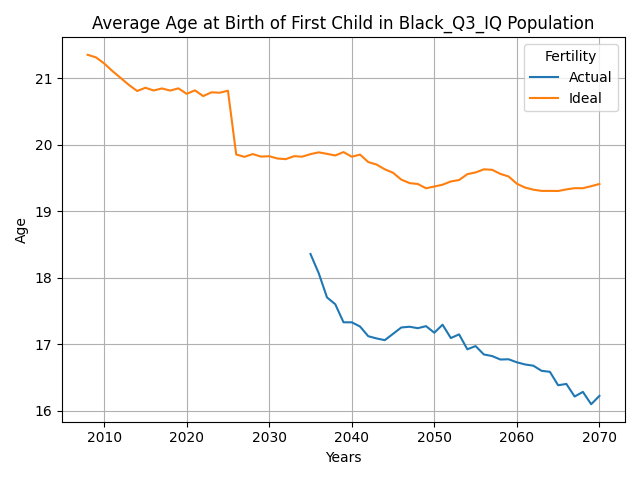 Average Age at Birth of First Child in Black_Q3_IQ Population
Fertility
Actual
Ideal
Age
21
20
19
18
17
16
2010 2020 2030 2040 2050 2060 2070
Years